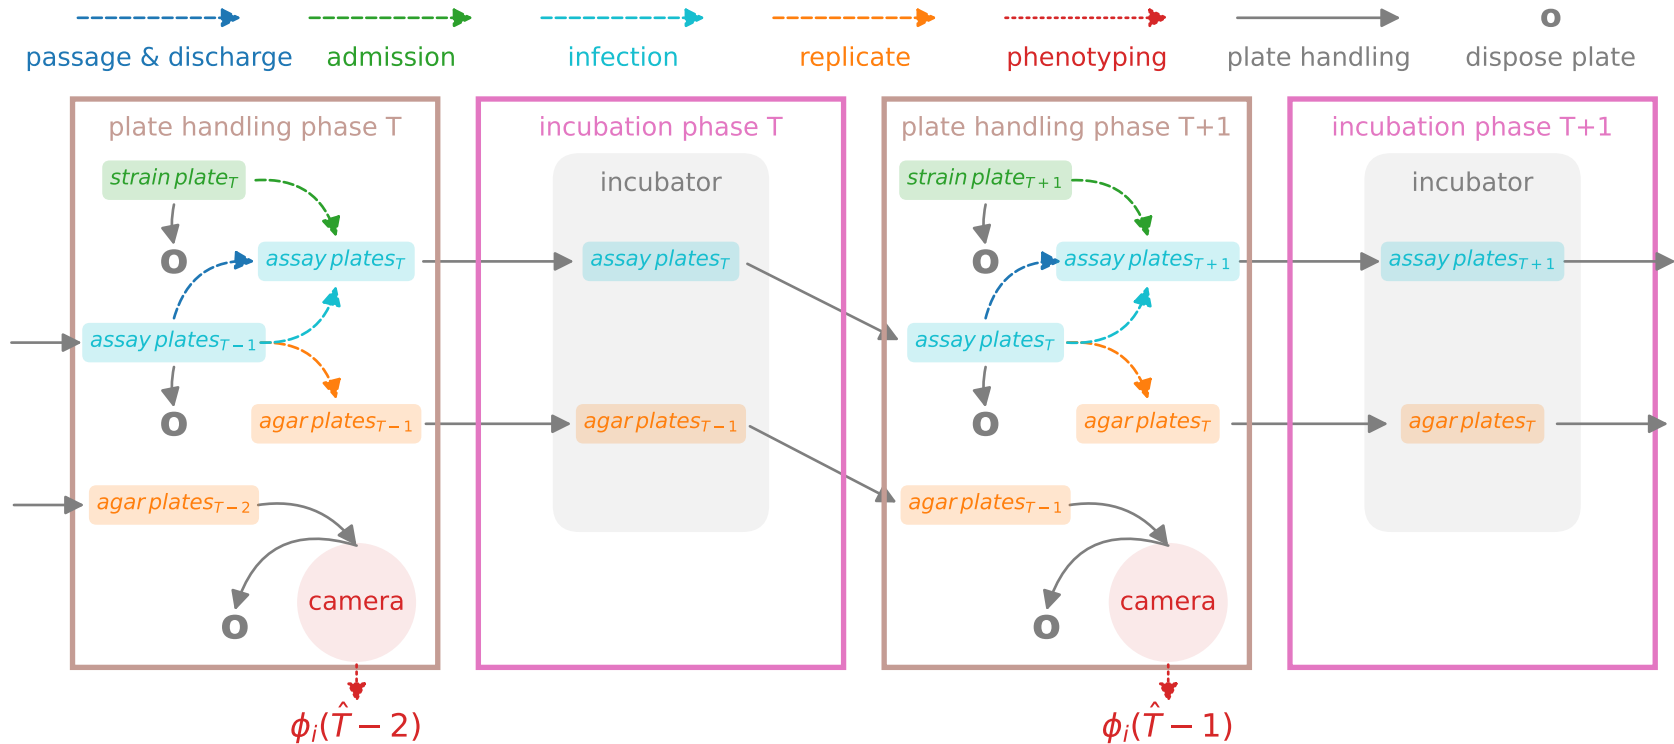 passage & discharge
admission
infection
replicate
phenotyping
plate handling
o
dispose plate
plate handling phase T
strain plate_T
o
assay plates_T
assay plates_{T−1}
o
agar plates_{T−1}
agar plates_{T−2}
camera
o
ϕ_i(T̂ − 2)
incubation phase T
incubator
assay plates_T
agar plates_{T−1}
plate handling phase T+1
strain plate_{T+1}
o
assay plates_{T+1}
assay plates_T
o
agar plates_T
agar plates_{T−1}
camera
o
ϕ_i(T̂ − 1)
incubation phase T+1
incubator
assay plates_{T+1}
agar plates_T